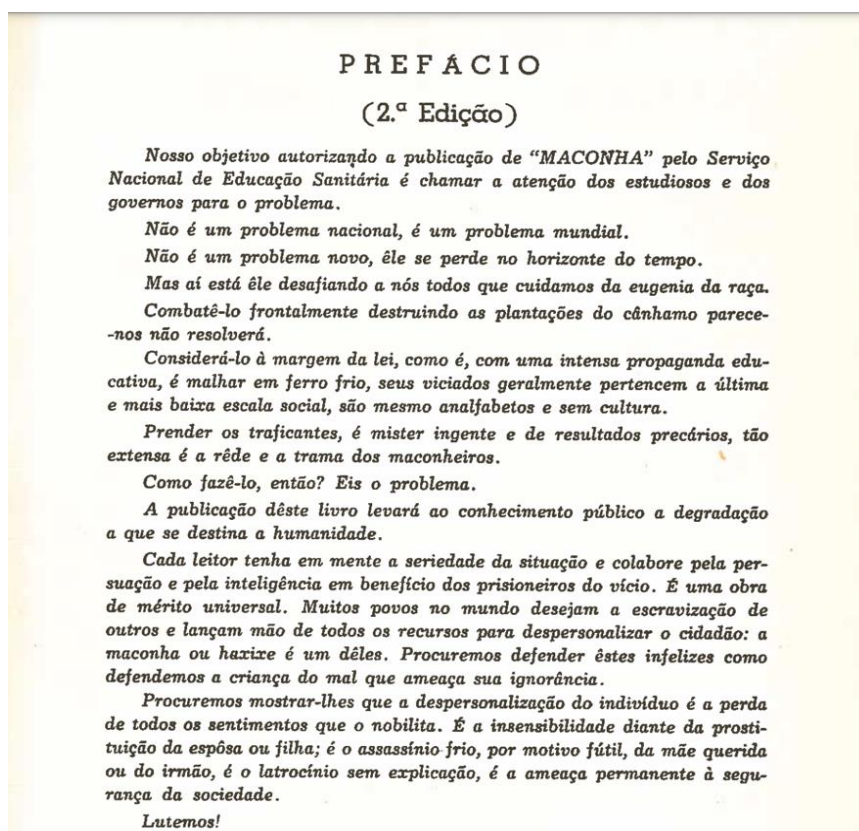 PREFÁCIO
(2.ª Edição)
Nosso objetivo autorizando a publicação de "MACONHA" pelo Serviço
Nacional de Educação Sanitária é chamar a atenção dos estudiosos e dos
governos para o problema.
Não é um problema nacional, é um problema mundial.
Não é um problema novo, êle se perde no horizonte do tempo.
Mas aí está êle desafiando a nós todos que cuidamos da eugenia da raça.
Combatê-lo frontalmente destruindo as plantações do cânhamo parece-
-nos não resolverá.
Considerá-lo à margem da lei, como é, com uma intensa propaganda edu-
cativa, é malhar em ferro frio, seus viciados geralmente pertencem a última
e mais baixa escala social, são mesmo analfabetos e sem cultura.
Prender os traficantes, é mister ingente e de resultados precários, tão
extensa é a rêde e a trama dos maconheiros.
Como fazê-lo, então? Eis o problema.
A publicação dêste livro levará ao conhecimento público a degradação
a que se destina a humanidade.
Cada leitor tenha em mente a seriedade da situação e colabore pela per-
suação e pela inteligência em benefício dos prisioneiros do vício. É uma obra
de mérito universal. Muitos povos no mundo desejam a escravização de
outros e lançam mão de todos os recursos para despersonalizar o cidadão: a
maconha ou haxixe é um dêles. Procuremos defender êstes infelizes como
defendemos a criança do mal que ameaça sua ignorância.
Procuremos mostrar-lhes que a despersonalização do indivíduo é a perda
de todos os sentimentos que o nobilita. É a insensibilidade diante da prosti-
tuição da espôsa ou filha; é o assassínio frio, por motivo fútil, da mãe querida
ou do irmão, é o latrocínio sem explicação, é a ameaça permanente à segu-
rança da sociedade.
Lutemos!